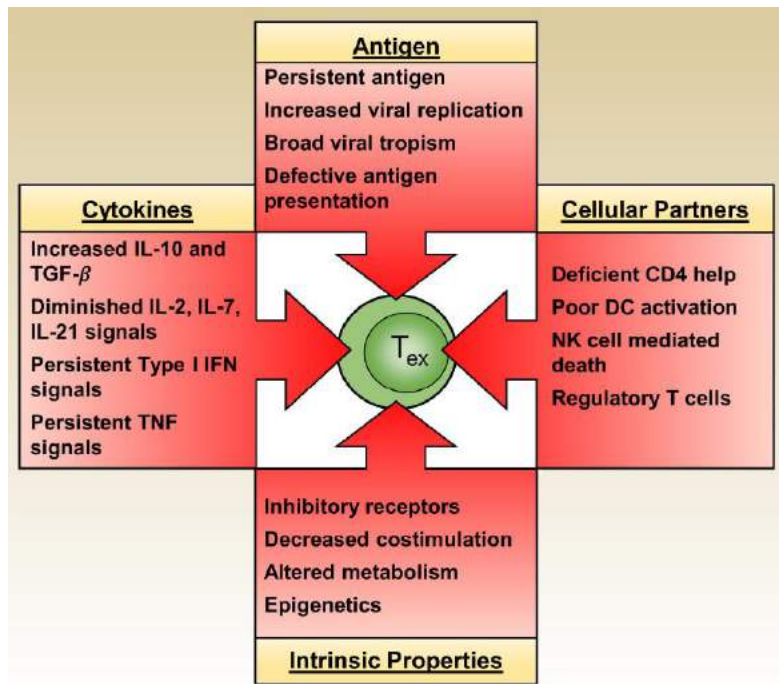 Antigen
Persistent antigen
Increased viral replication
Broad viral tropism
Defective antigen
presentation
Cytokines
Increased IL-10 and
TGF-β
Diminished IL-2, IL-7,
IL-21 signals
Persistent Type I IFN
signals
Persistent TNF
signals
Cellular Partners
Deficient CD4 help
Poor DC activation
NK cell mediated
death
Regulatory T cells
Tex
Inhibitory receptors
Decreased costimulation
Altered metabolism
Epigenetics
Intrinsic Properties